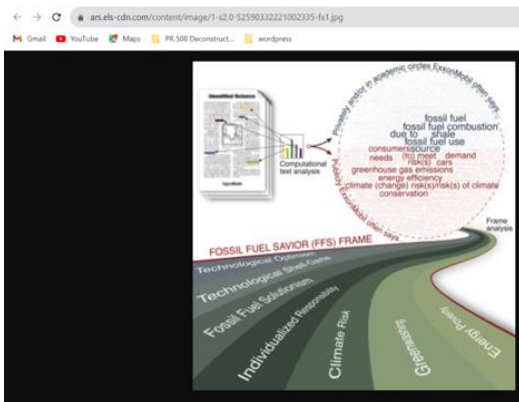 ars.els-cdn.com/content/image/1-s2.0-S2590332221002335-fx1.jpg
Gmail YouTube Maps PR 508 Deconstruct... wordpress
Unsettled Science
ExxonMobil
Computational
text analysis
Privately and/or in academic circles ExxonMobil often says...
fossil fuel
fossil fuel combustion
due to shale
fossil fuel use
source
consumers
needs (to) meet demand
risk(s) cars
greenhouse gas emissions
energy efficiency
climate (change) risk(s)/risk(s) of climate
conservation
Publicly ExxonMobil often says...
Frame
analysis
FOSSIL FUEL SAVIOR (FFS) FRAME
Technological Optimism
Technological Shell-Game
Fossil Fuel Solutionism
Individualized Responsibility
Climate Risk
Greenwashing
Energy Poverty